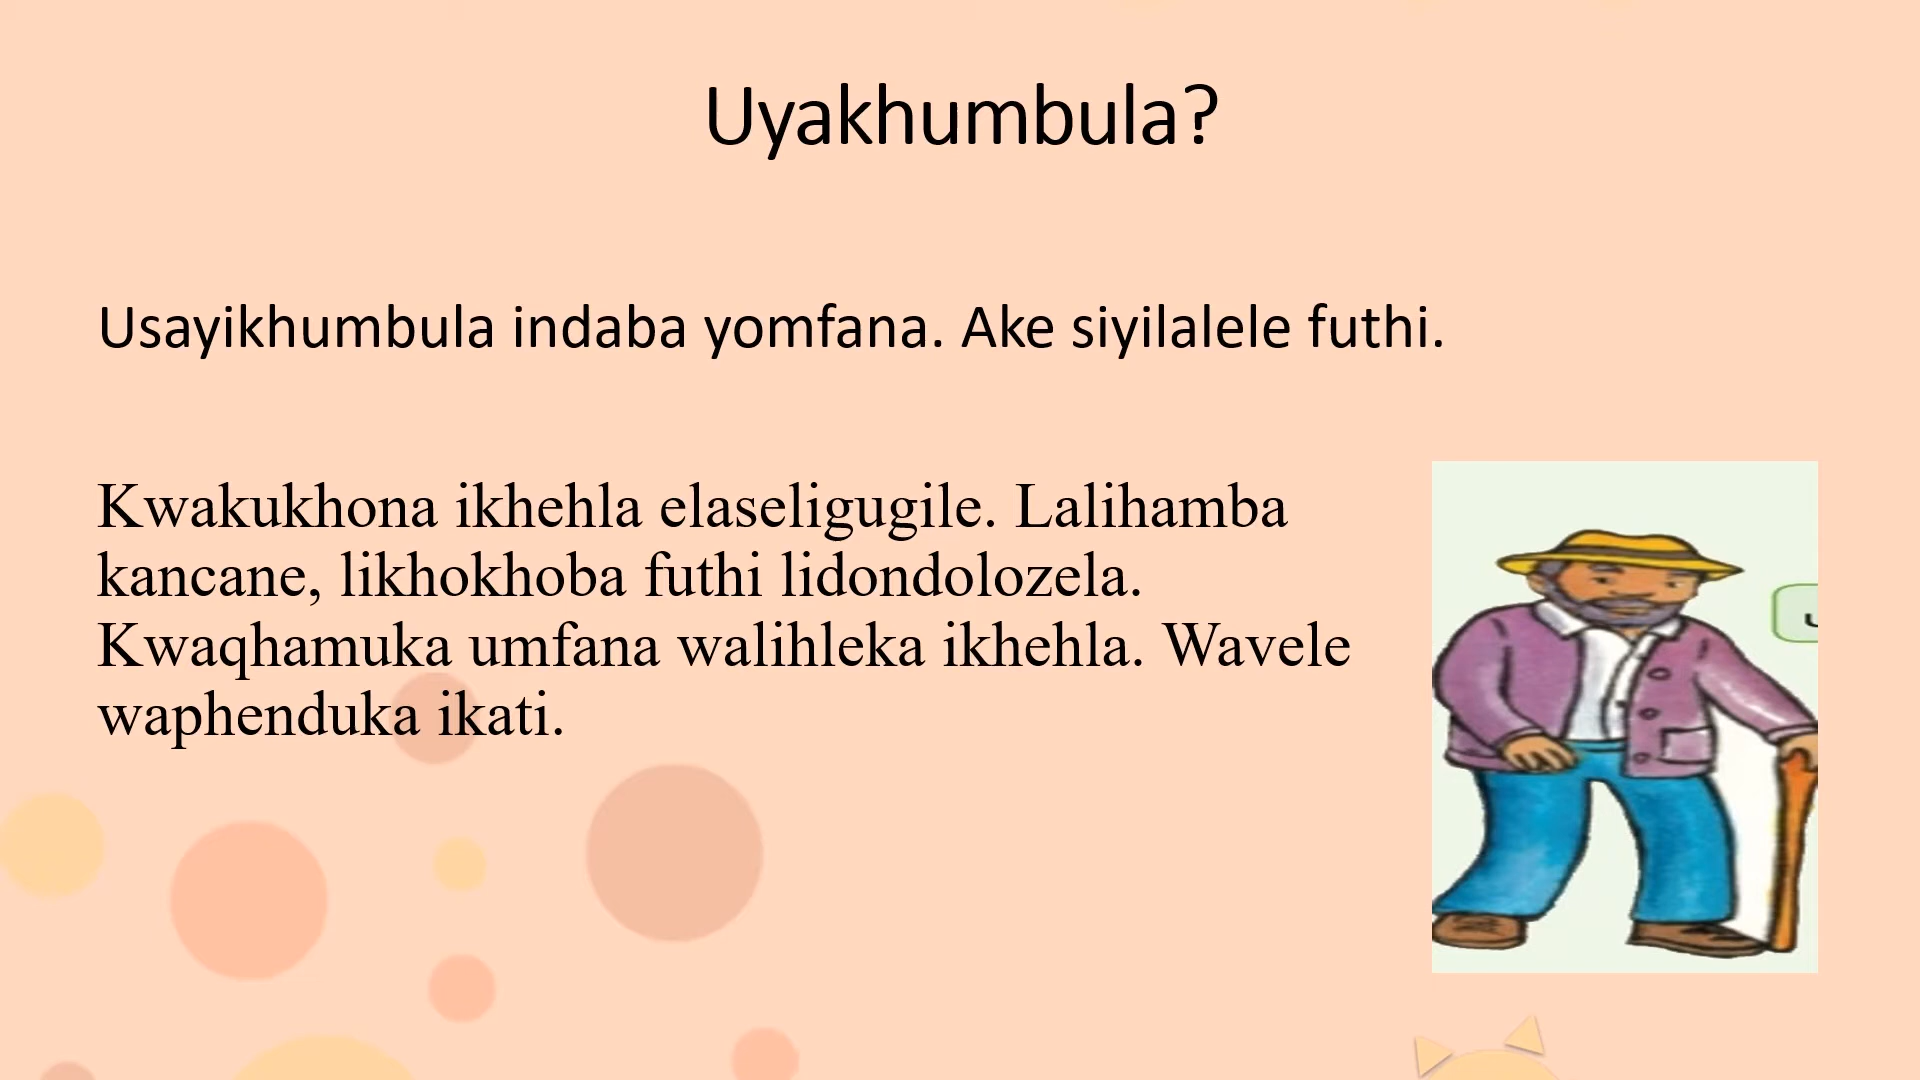 Uyakhumbula?
Usayikhumbula indaba yomfana. Ake siyilalele futhi.
Kwakukhona ikhehla elaseligugile. Lalihamba
kancane, likhokhoba futhi lidondolozela.
Kwaqhamuka umfana walihleka ikhehla. Wavele
waphenduka ikati.